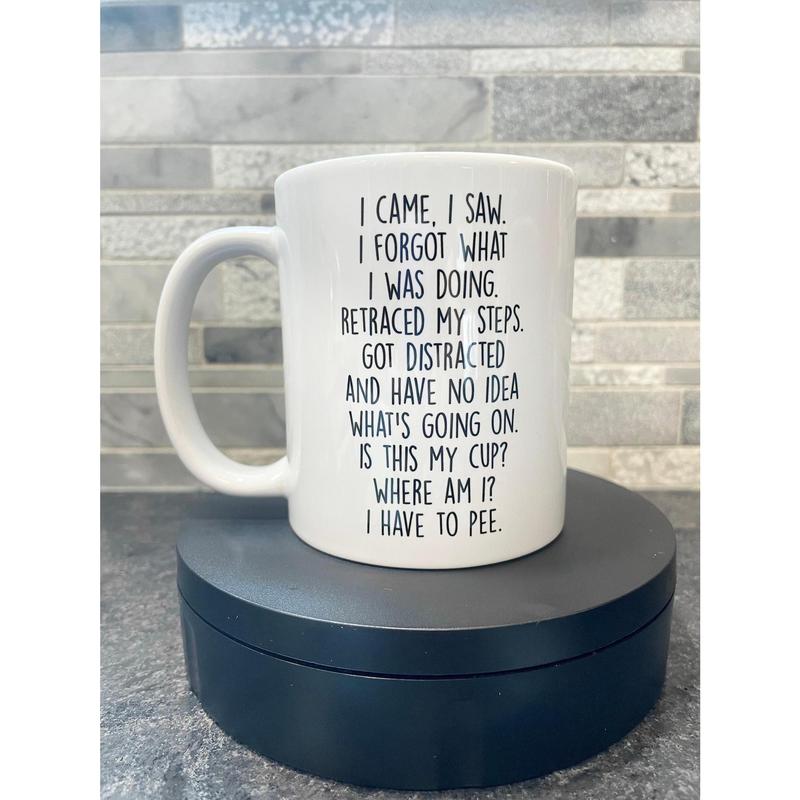 I CAME, I SAW.
I FORGOT WHAT
I WAS DOING.
RETRACED MY STEPS.
GOT DISTRACTED
AND HAVE NO IDEA
WHAT'S GOING ON.
IS THIS MY CUP?
WHERE AM I?
I HAVE TO PEE.